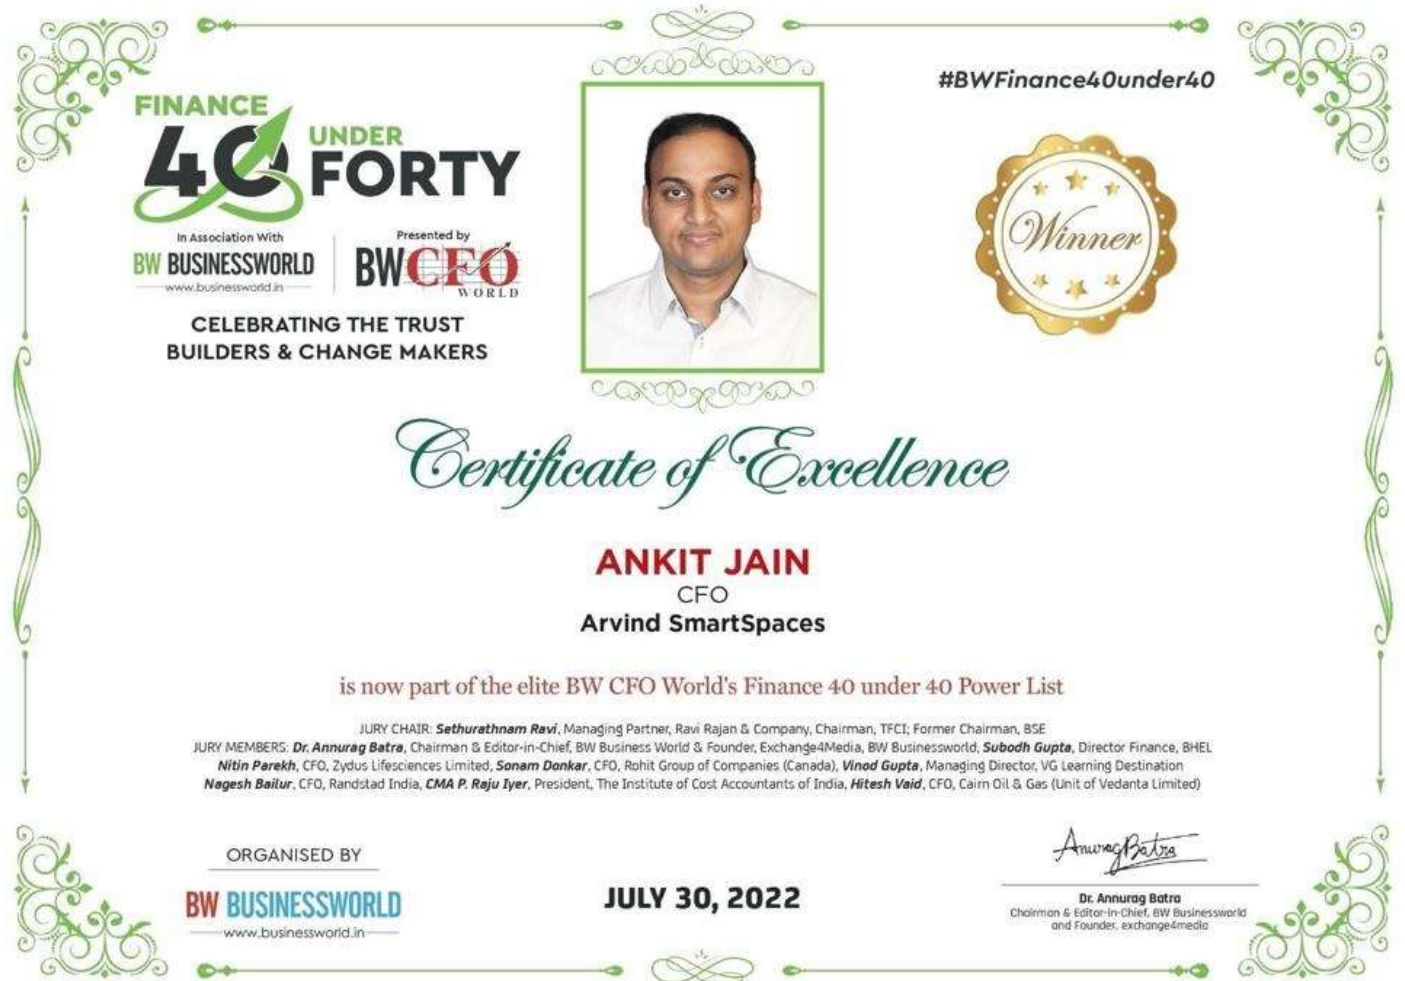 #BWFinance40under40
FINANCE
40 UNDER
FORTY
In Association With
BW BUSINESSWORLD
www.businessworld.in
Presented by
BWCFO
WORLD
CELEBRATING THE TRUST
BUILDERS & CHANGE MAKERS
Winner
Certificate of Excellence
ANKIT JAIN
CFO
Arvind SmartSpaces
is now part of the elite BW CFO World's Finance 40 under 40 Power List
JURY CHAIR: Sethurathnam Ravi, Managing Partner, Ravi Rajan & Company, Chairman, TFCI; Former Chairman, BSE
JURY MEMBERS: Dr. Annurag Batra, Chairman & Editor-in-Chief, BW Business World & Founder, Exchange4Media, BW Businessworld, Subodh Gupta, Director Finance, BHEL
Nitin Parekh, CFO, Zydus Lifesciences Limited, Sonam Donkar, CFO, Rohit Group of Companies (Canada), Vinod Gupta, Managing Director, VG Learning Destination
Nagesh Bailur, CFO, Randstad India, CMA P. Raju Iyer, President, The Institute of Cost Accountants of India, Hitesh Vaid, CFO, Cairn Oil & Gas (Unit of Vedanta Limited)
ORGANISED BY
BW BUSINESSWORLD
www.businessworld.in
JULY 30, 2022
Anurag Batra
Dr. Annurag Batra
Chairman & Editor-in-Chief, BW Businessworld
and Founder, exchange4media